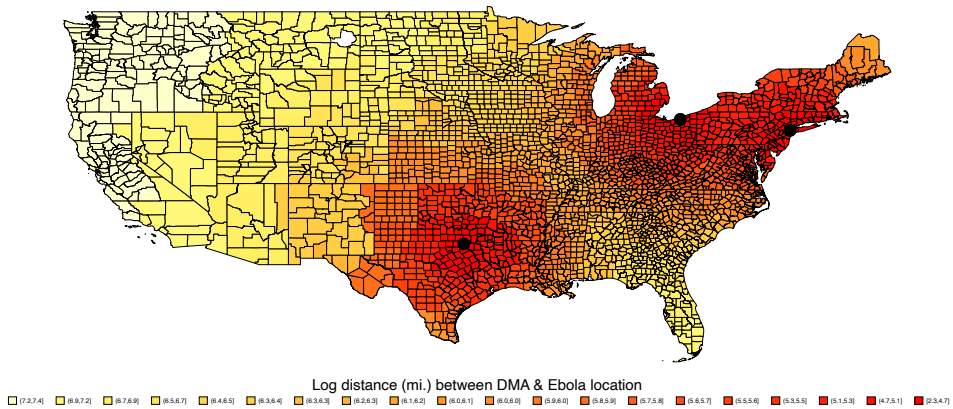 Log distance (mi.) between DMA & Ebola location
(7.2,7.4] (6.9,7.2] (6.7,6.9] (6.5,6.7] (6.4,6.5] (6.3,6.4] (6.3,6.3] (6.2,6.3] (6.1,6.2] (6.0,6.1] (6.0,6.0] (5.9,6.0] (5.8,5.9] (5.7,5.8] (5.6,5.7] (5.5,5.6] (5.3,5.5] (5.1,5.3] (4.7,5.1] [2.3,4.7]